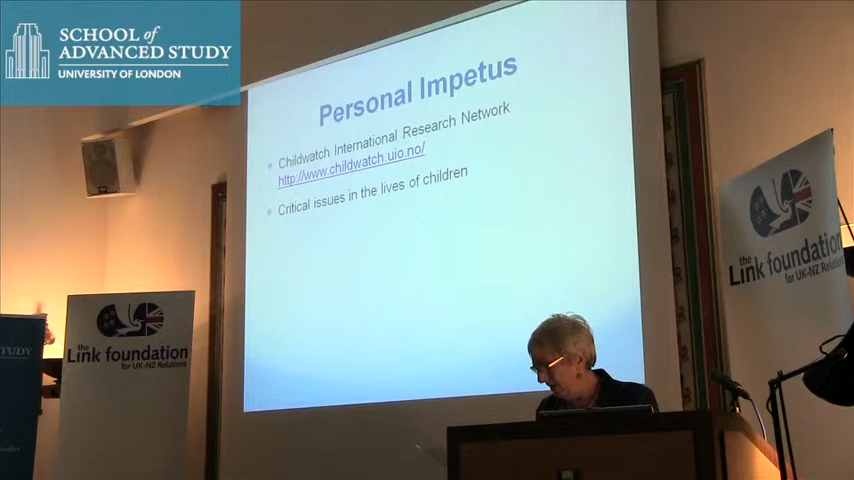 SCHOOL of
ADVANCED STUDY
UNIVERSITY OF LONDON
Personal Impetus
Childwatch International Research Network
http://www.childwatch.uio.no/
Critical issues in the lives of children
the
Link foundation
for UK-NZ Relations
the
Link foundation
for UK-NZ Relations
STUDY